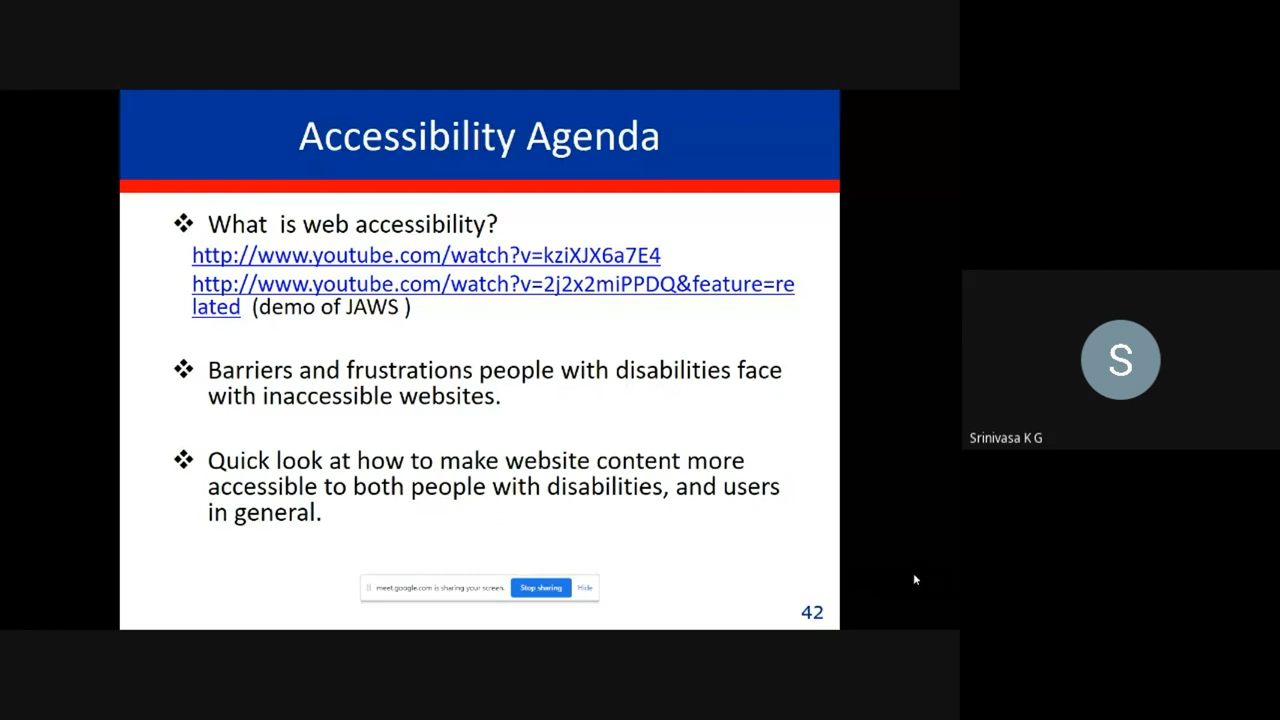 Accessibility Agenda
❖ What is web accessibility?
http://www.youtube.com/watch?v=kziXJX6a7E4
http://www.youtube.com/watch?v=2j2x2miPPDQ&feature=re
lated (demo of JAWS )
❖ Barriers and frustrations people with disabilities face
with inaccessible websites.
❖ Quick look at how to make website content more
accessible to both people with disabilities, and users
in general.
meet.google.com is sharing your screen. Stop sharing Hide
42
S
Srinivasa K G